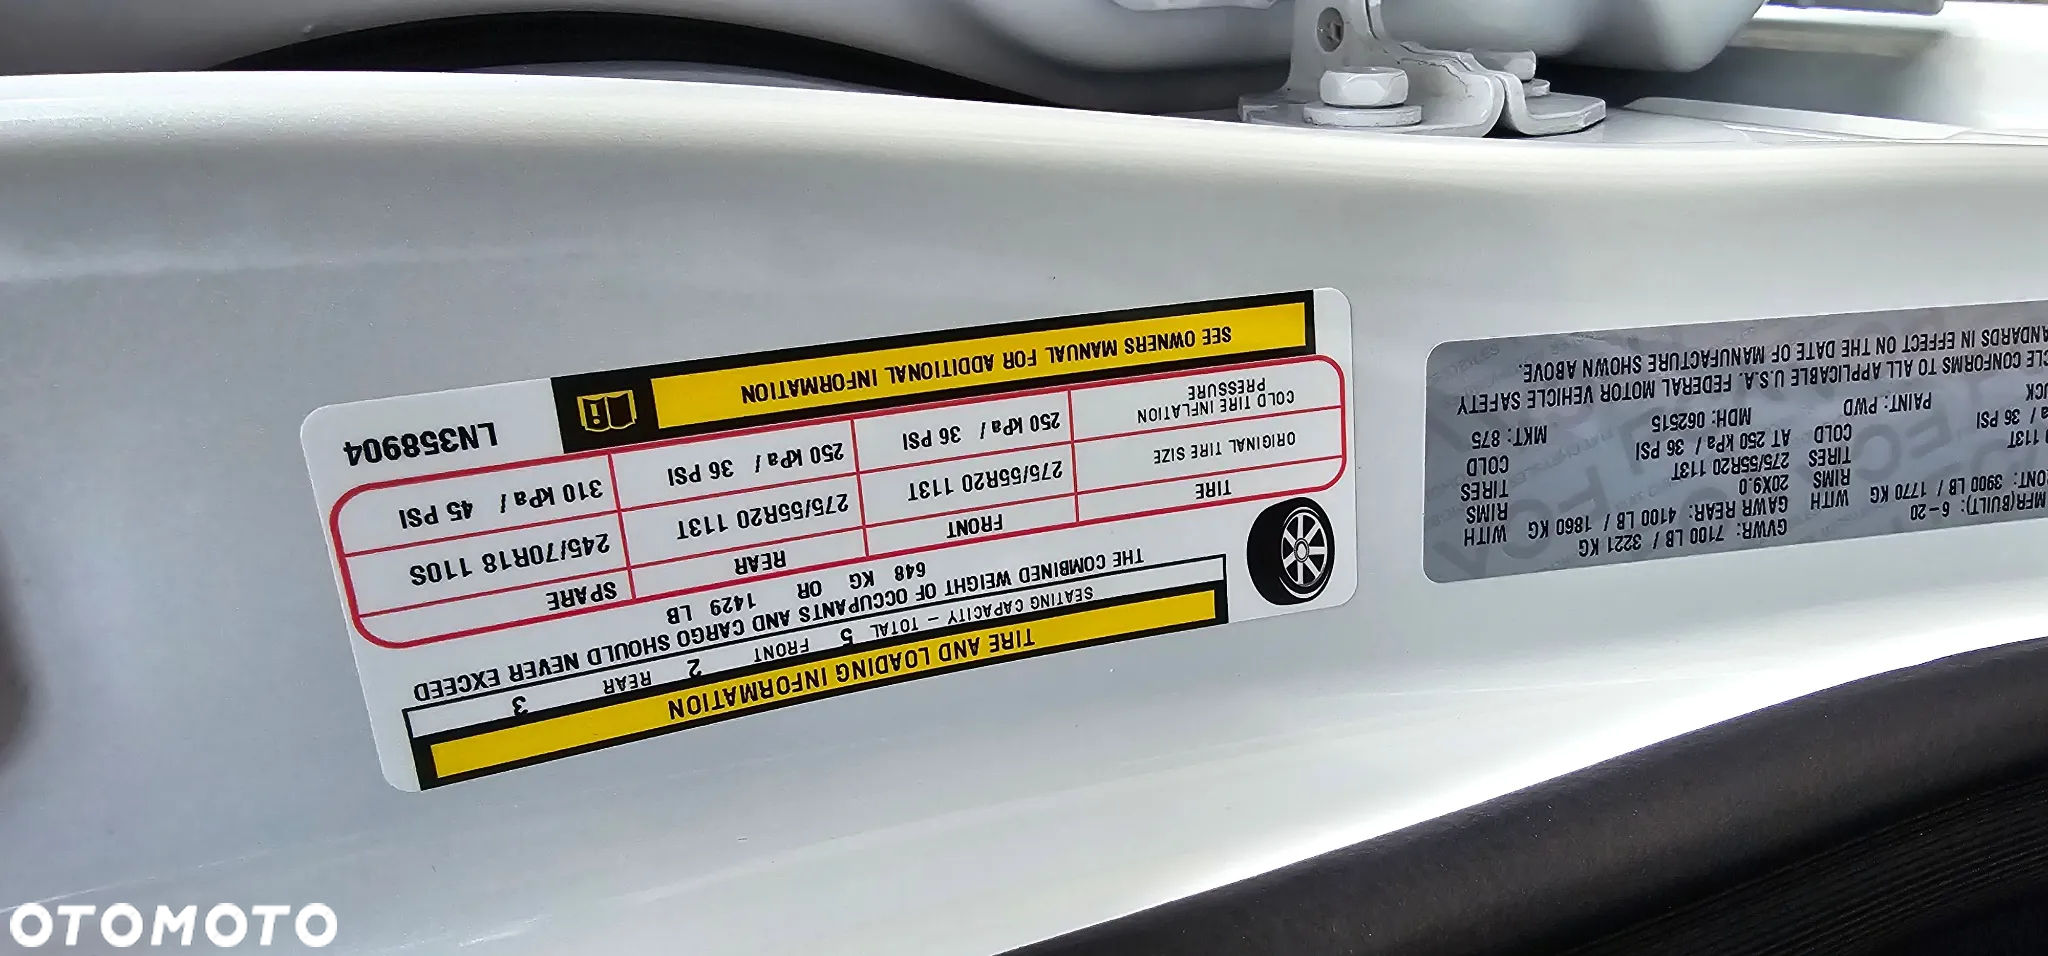 TIRE AND LOADING INFORMATION
SEATING CAPACITY - TOTAL 5 FRONT 2 REAR 3
THE COMBINED WEIGHT OF OCCUPANTS AND CARGO SHOULD NEVER EXCEED
648 KG OR 1429 LB
TIRE FRONT REAR SPARE
ORIGINAL TIRE SIZE 275/55R20 113T 275/55R20 113T 245/70R18 110S
COLD TIRE INFLATION PRESSURE 250 kPa / 36 PSI 250 kPa / 36 PSI 310 kPa / 45 PSI
SEE OWNERS MANUAL FOR ADDITIONAL INFORMATION
LN358904
MFR(BUILT): 6-20 GVWR: 7100 LB / 3221 KG
3900 LB / 1770 KG WITH GAWR REAR: 4100 LB / 1860 KG WITH
RIMS 20X9.0 RIMS
113T TIRES 275/55R20 113T TIRES
/ 36 PSI COLD AT 250 kPa / 36 PSI COLD
PAINT: PWD MDH: 062515 MKT: 875
CONFORMS TO ALL APPLICABLE U.S.A. FEDERAL MOTOR VEHICLE SAFETY
IN EFFECT ON THE DATE OF MANUFACTURE SHOWN ABOVE.
OTOMOTO